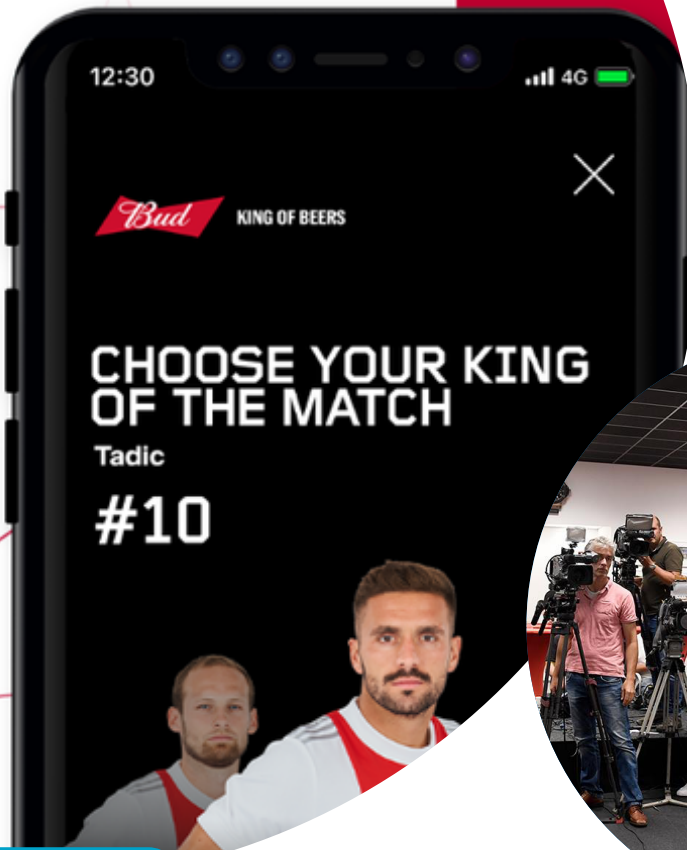 12:30
4G
Bud
KING OF BEERS
CHOOSE YOUR KING
OF THE MATCH
Tadic
#10